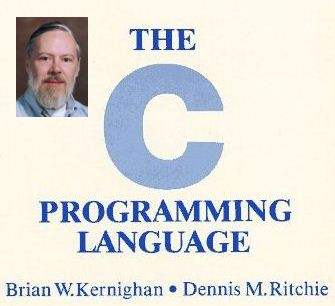 THE
C
PROGRAMMING
LANGUAGE
Brian W. Kernighan • Dennis M. Ritchie